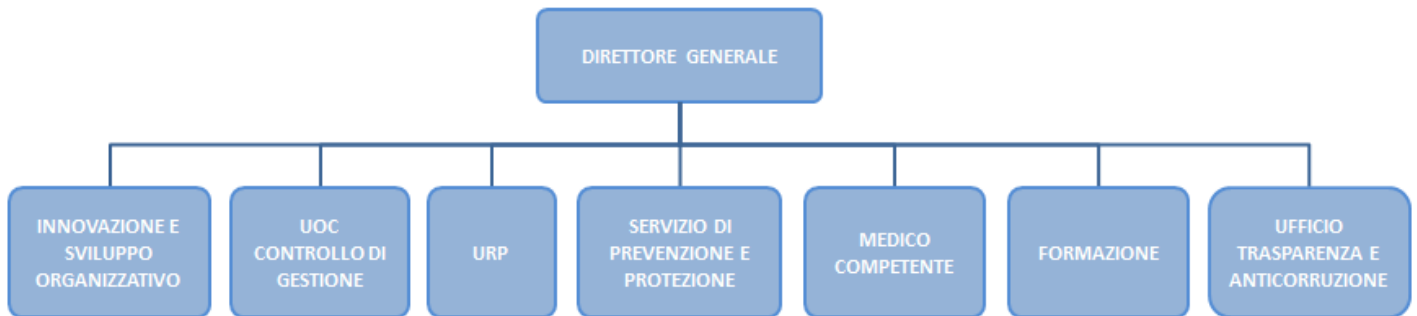 DIRETTORE GENERALE
INNOVAZIONE E
SVILUPPO
ORGANIZZATIVO
UOC
CONTROLLO DI
GESTIONE
URP
SERVIZIO DI
PREVENZIONE E
PROTEZIONE
MEDICO
COMPETENTE
FORMAZIONE
UFFICIO
TRASPARENZA E
ANTICORRUZIONE